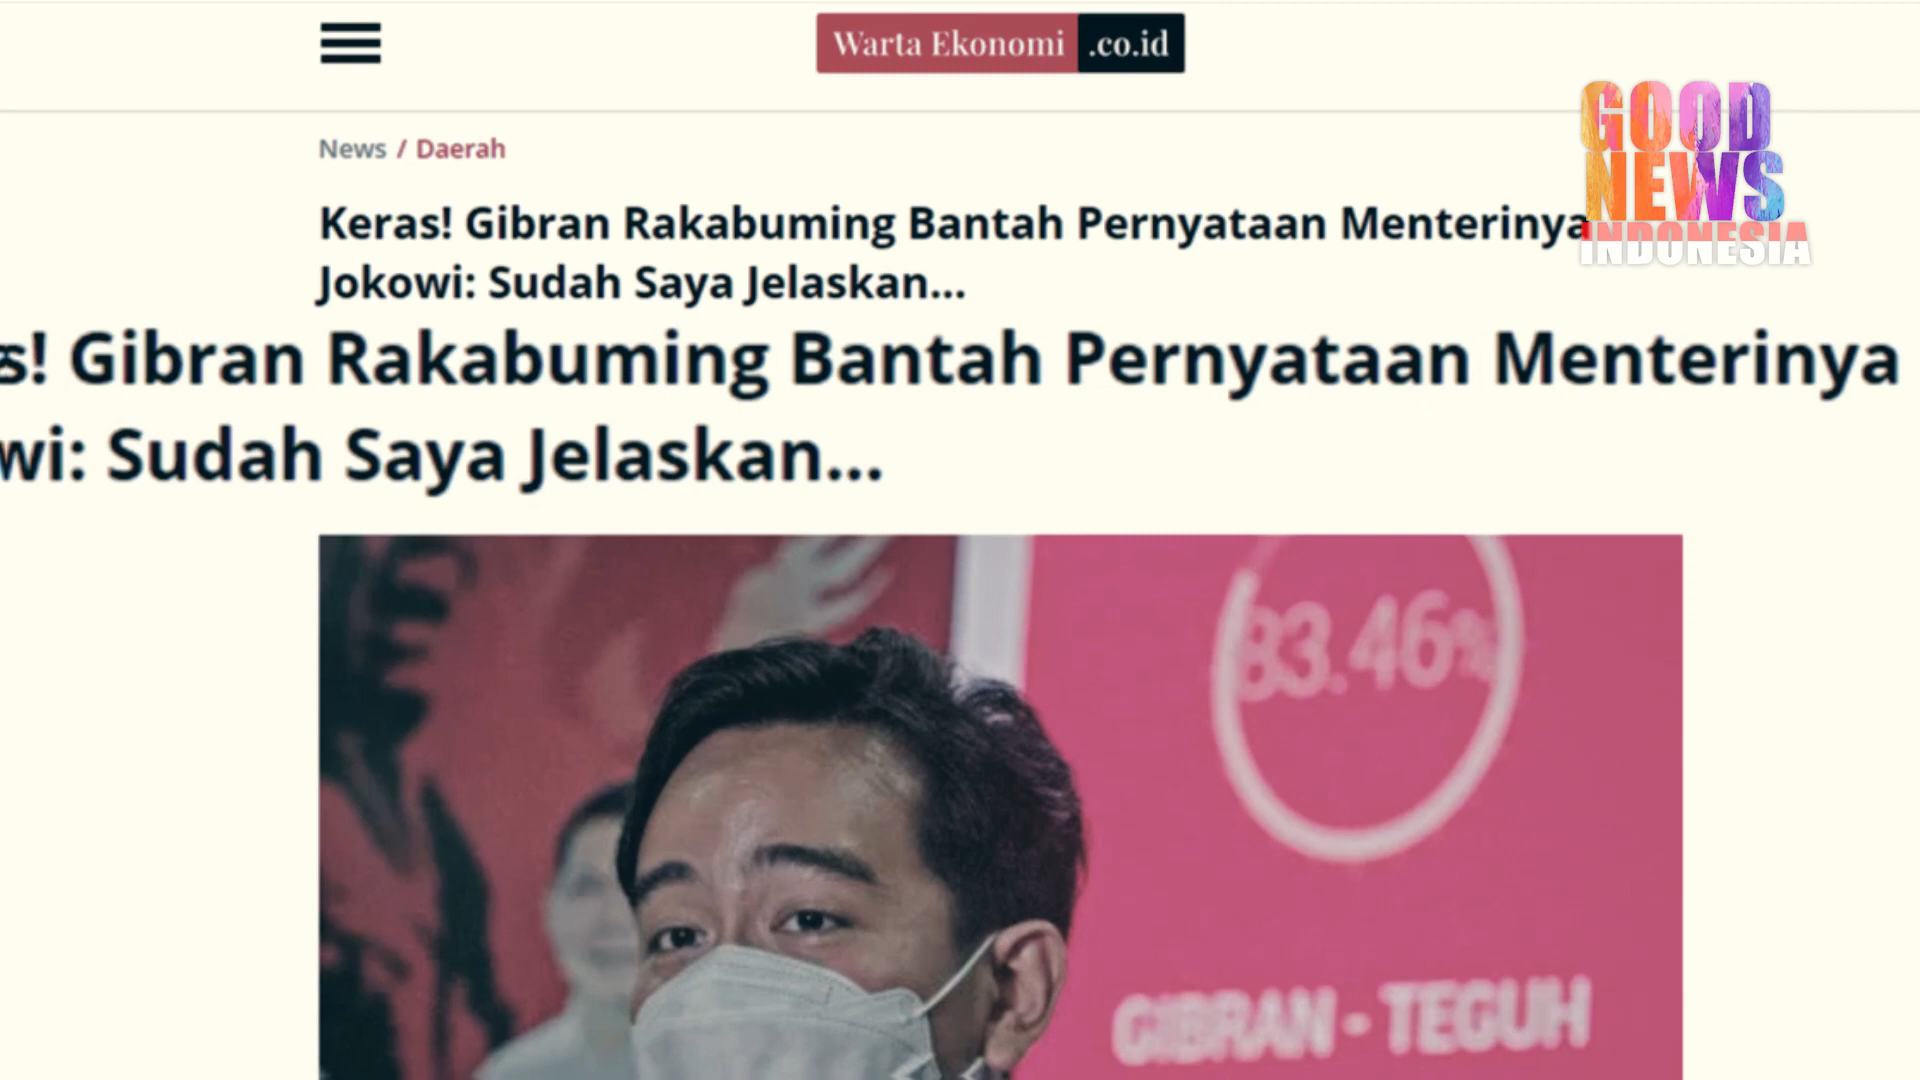 Warta Ekonomi .co.id
GOOD
NEWS
INDONESIA
News / Daerah
Keras! Gibran Rakabuming Bantah Pernyataan Menterinya
Jokowi: Sudah Saya Jelaskan...
s! Gibran Rakabuming Bantah Pernyataan Menterinya
wi: Sudah Saya Jelaskan...
83.46%
GIBRAN - TEGUH